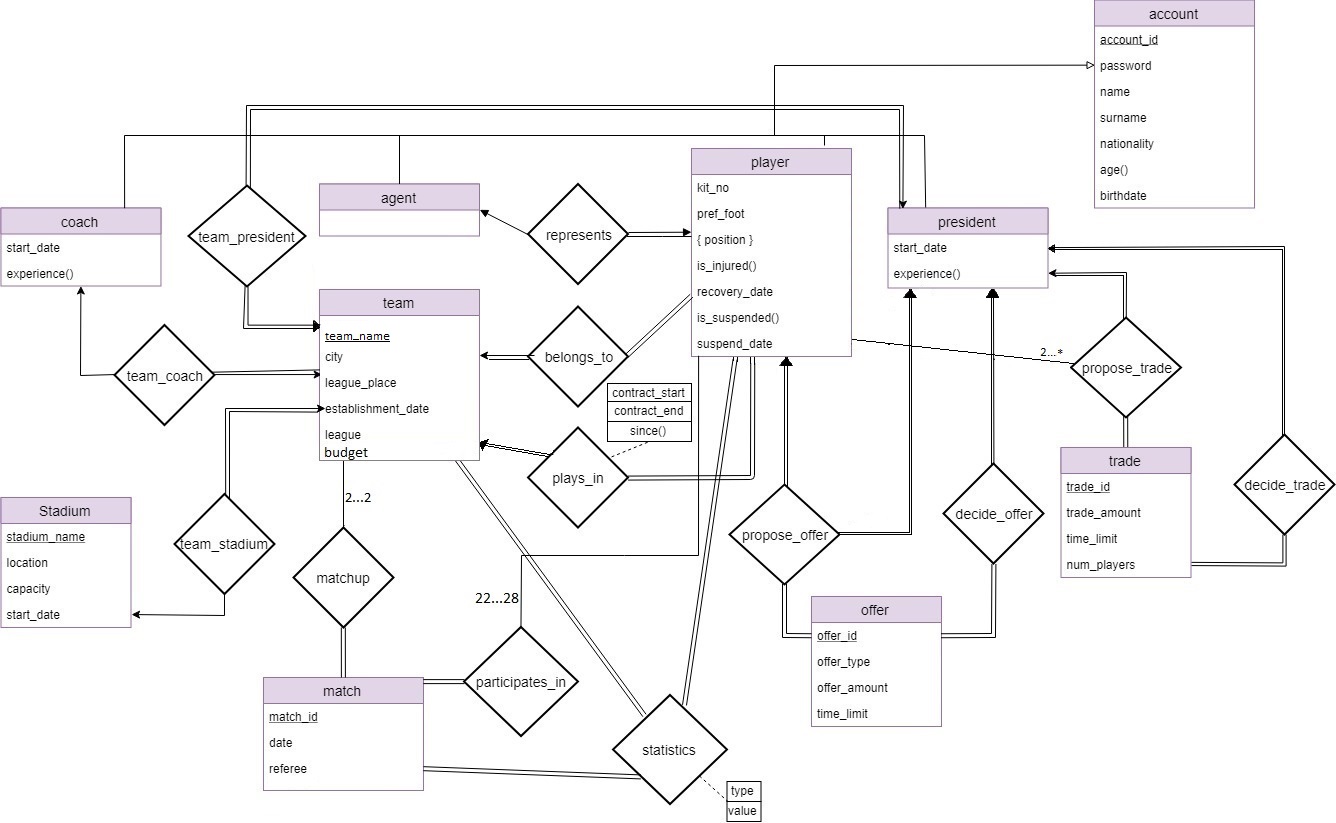 account
account_id
password
name
surname
nationality
age()
birthdate
player
kit_no
pref_foot
{ position }
is_injured()
recovery_date
is_suspended()
suspend_date
agent
coach
start_date
experience()
team_president
represents
president
start_date
experience()
team
team_name
city
league_place
establishment_date
league
budget
team_coach
belongs_to
contract_start
contract_end
since()
plays_in
2...*
propose_trade
trade
trade_id
trade_amount
time_limit
num_players
decide_trade
Stadium
stadium_name
location
capacity
start_date
team_stadium
2...2
matchup
propose_offer
decide_offer
22...28
participates_in
offer
offer_id
offer_type
offer_amount
time_limit
match
match_id
date
referee
statistics
type
value